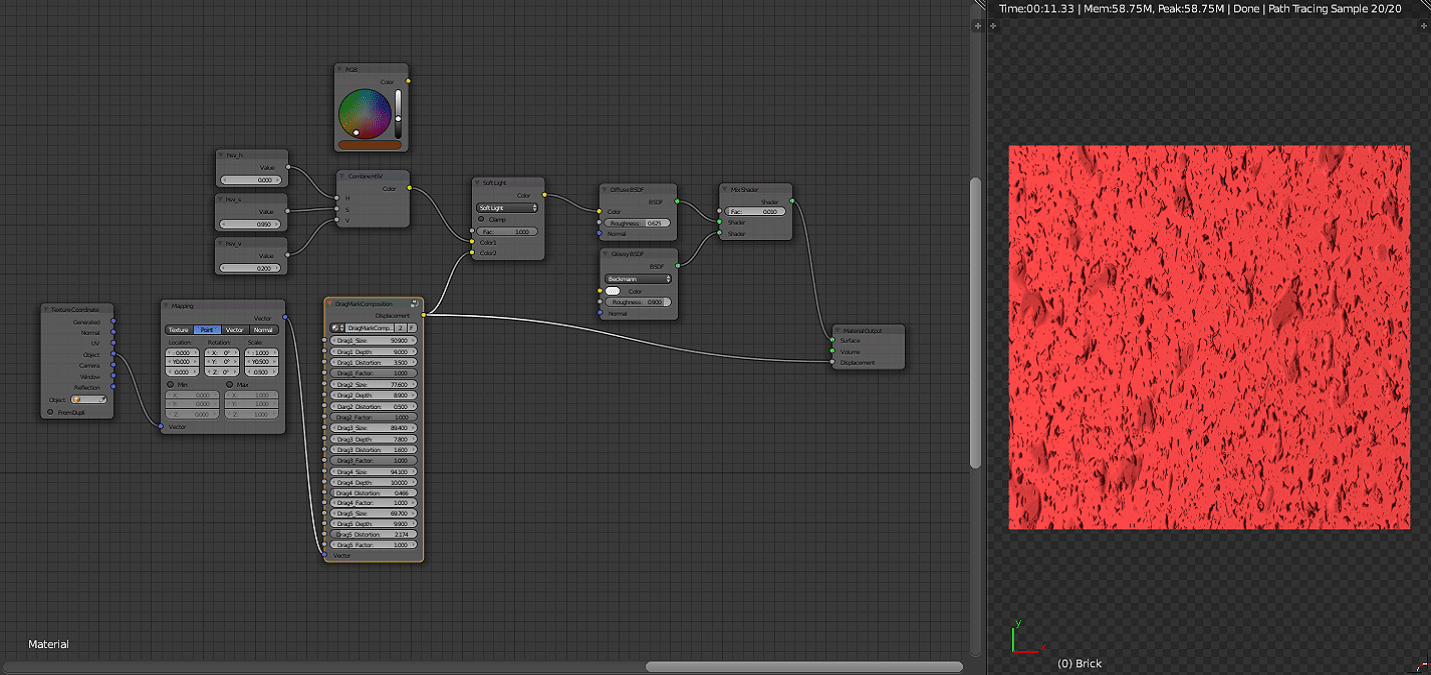 Time:00:11.33 | Mem:58.75M, Peak:58.75M | Done | Path Tracing Sample 20/20
RGB
Color
hsv_h
Value
0.000
hsv_s
Value
0.950
hsv_v
Value
0.200
Combine HSV
Color
H
S
V
Soft Light
Color
Soft Light
Clamp
Fac: 1.000
Color1
Color2
Diffuse BSDF
BSDF
Color
Roughness: 0.625
Normal
Glossy BSDF
BSDF
Beckmann
Color
Roughness: 0.900
Normal
Mix Shader
Shader
Fac: 0.010
Shader
Shader
Material Output
Surface
Volume
Displacement
Texture Coordinate
Generated
Normal
UV
Object
Camera
Window
Reflection
Object:
From Dupli
Mapping
Vector
Texture Point Vector Normal
Location: Rotation: Scale:
0.000 X: 0° 1.000
Y:0.000 Y: 0° Y:0.500
0.000 Z: 0° 0.500
Min Max
X: 0.000 X: 1.000
Y: 0.000 Y: 1.000
Z: 0.000 Z: 1.000
Vector
DragMarkComposition
Displacement
DragMarkComp... 2 F
Drag1_Size: 50.900
Drag1_Depth: 9.000
Drag1_Distortion: 3.500
Drag1_Factor: 1.000
Drag2_Size: 77.600
Drag2_Depth: 8.900
Darg2_Distortion: 0.500
Drag2_Factor: 1.000
Drag3_Size: 89.400
Drag3_Depth: 7.800
Drag3_Distortion: 1.600
Drag3_Factor: 1.000
Drag4_Size: 94.100
Drag4_Depth: 10.000
Drag4_Distortion: 0.466
Drag4_Factor: 1.000
Drag5_Size: 69.700
Drag5_Depth: 9.900
Drag5_Distortion: 2.174
Drag5_Factor: 1.000
Vector
Material
y
x
(0) Brick